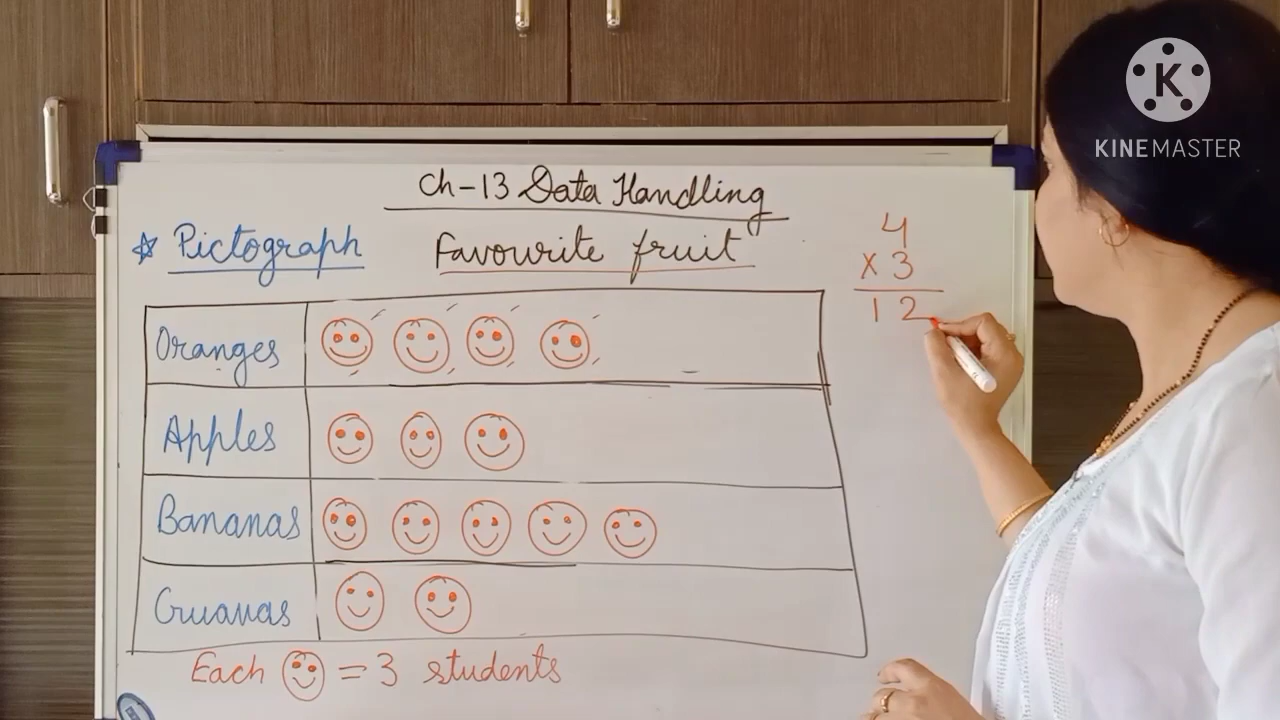 Ch-13 Data Handling
☆ Pictograph
Favourite fruit
Oranges
Apples
Bananas
Guavas
Each = 3 students
4
x 3
12
K
KINEMASTER